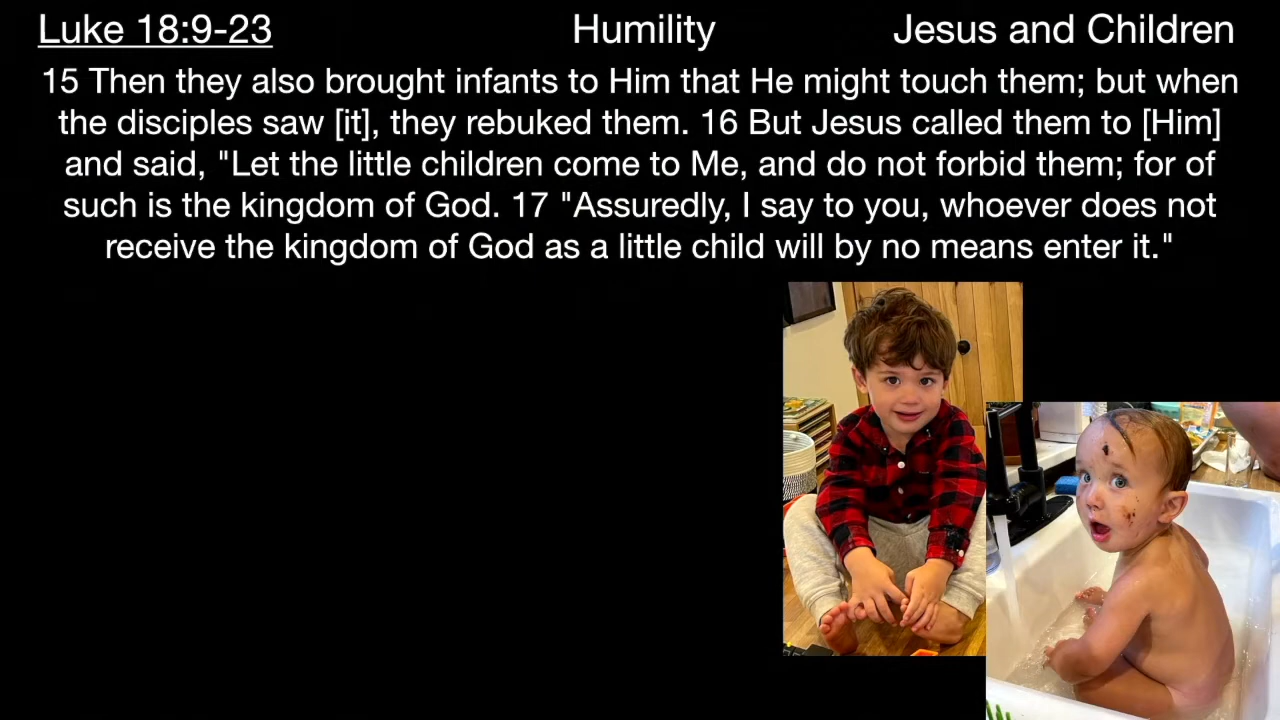 Luke 18:9-23 Humility Jesus and Children
15 Then they also brought infants to Him that He might touch them; but when
the disciples saw [it], they rebuked them. 16 But Jesus called them to [Him]
and said, "Let the little children come to Me, and do not forbid them; for of
such is the kingdom of God. 17 "Assuredly, I say to you, whoever does not
receive the kingdom of God as a little child will by no means enter it."